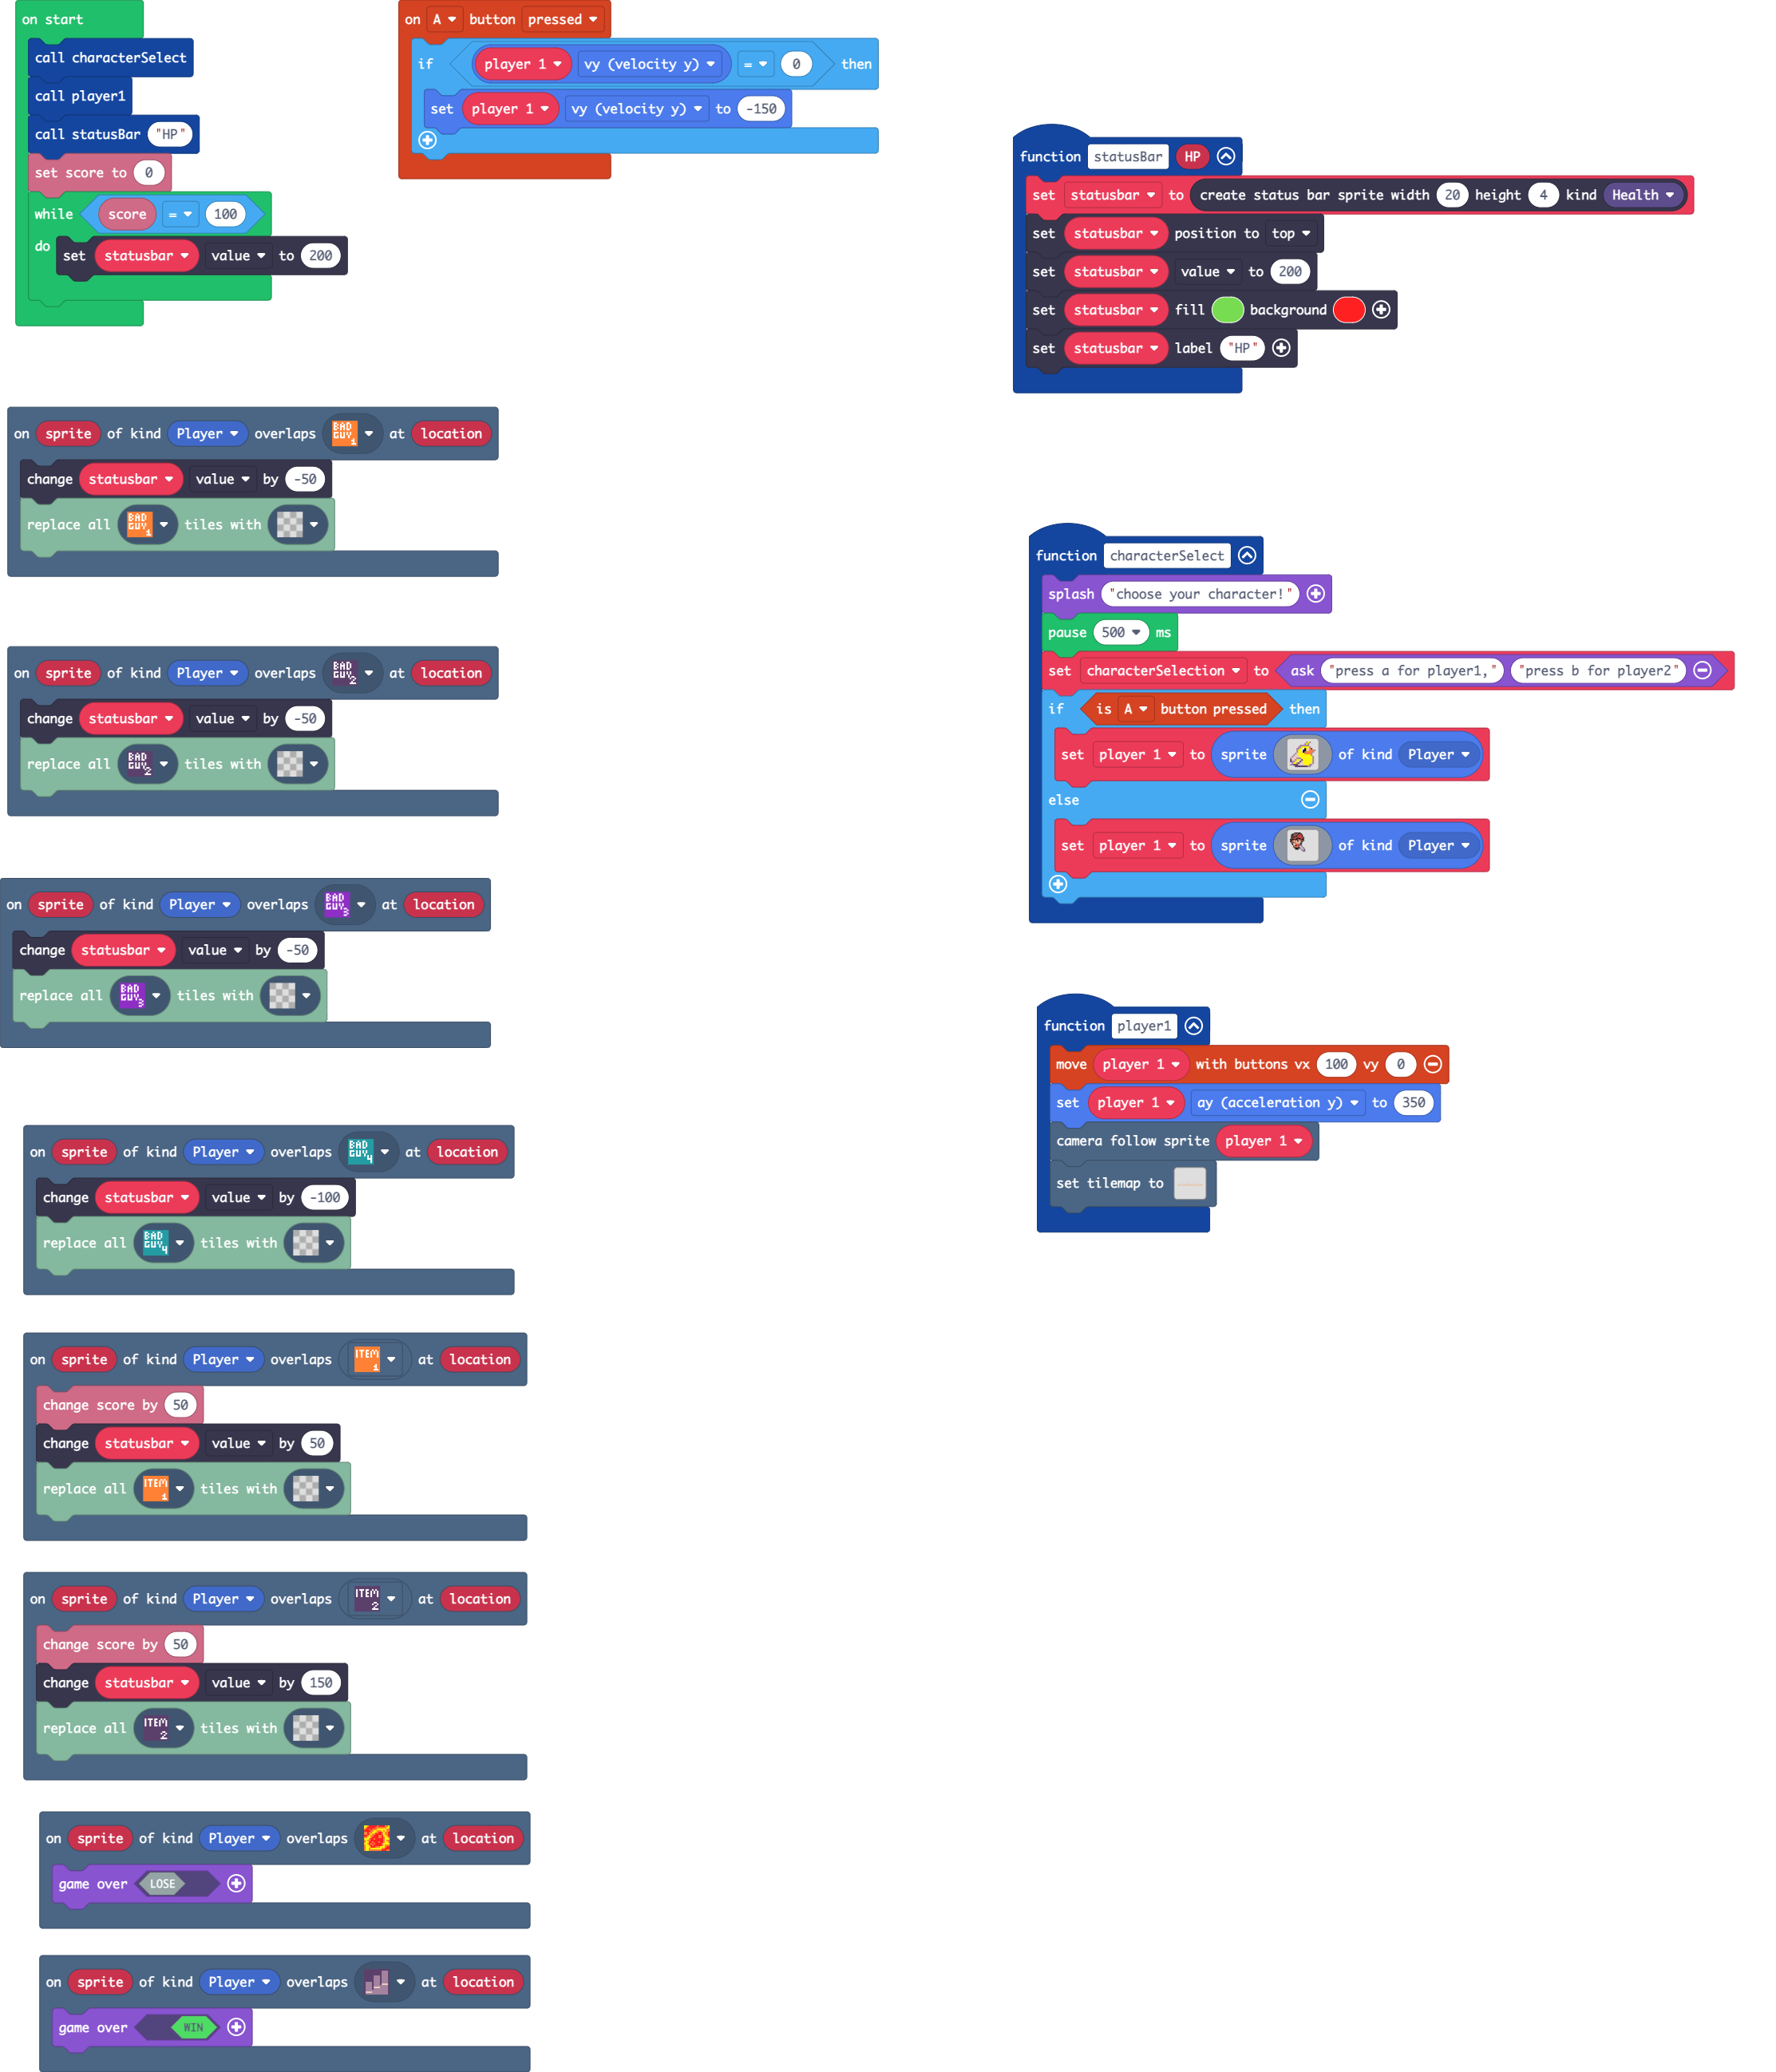 on start
call characterSelect
call player1
call statusBar "HP"
set score to 0
while score = 100
do
set statusbar value to 200
on A button pressed
if player 1 vy (velocity y) = 0 then
set player 1 vy (velocity y) to -150
function statusBar HP
set statusbar to create status bar sprite width 20 height 4 kind Health
set statusbar position to top
set statusbar value to 200
set statusbar fill background
set statusbar label "HP"
on sprite of kind Player overlaps BAD GUY 1 at location
change statusbar value by -50
replace all BAD GUY 1 tiles with
on sprite of kind Player overlaps BAD GUY 2 at location
change statusbar value by -50
replace all BAD GUY 2 tiles with
on sprite of kind Player overlaps BAD GUY 3 at location
change statusbar value by -50
replace all BAD GUY 3 tiles with
on sprite of kind Player overlaps BAD GUY 4 at location
change statusbar value by -100
replace all BAD GUY 4 tiles with
on sprite of kind Player overlaps ITEM 1 at location
change score by 50
change statusbar value by 50
replace all ITEM 1 tiles with
on sprite of kind Player overlaps ITEM 2 at location
change score by 50
change statusbar value by 150
replace all ITEM 2 tiles with
on sprite of kind Player overlaps at location
game over LOSE
on sprite of kind Player overlaps at location
game over WIN
function characterSelect
splash "choose your character!"
pause 500 ms
set characterSelection to ask "press a for player1," "press b for player2"
if is A button pressed then
set player 1 to sprite of kind Player
else
set player 1 to sprite of kind Player
function player1
move player 1 with buttons vx 100 vy 0
set player 1 ay (acceleration y) to 350
camera follow sprite player 1
set tilemap to